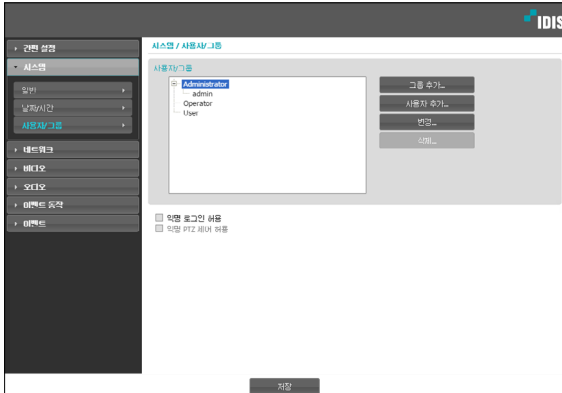 IDIS
간편 설정
시스템
일반
날짜/시간
사용자/그룹
네트워크
비디오
오디오
이벤트 동작
이벤트
시스템 / 사용자/그룹
사용자/그룹
Administrator
admin
Operator
User
그룹 추가...
사용자 추가...
변경...
삭제...
익명 로그인 허용
익명 PTZ 제어 허용
저장